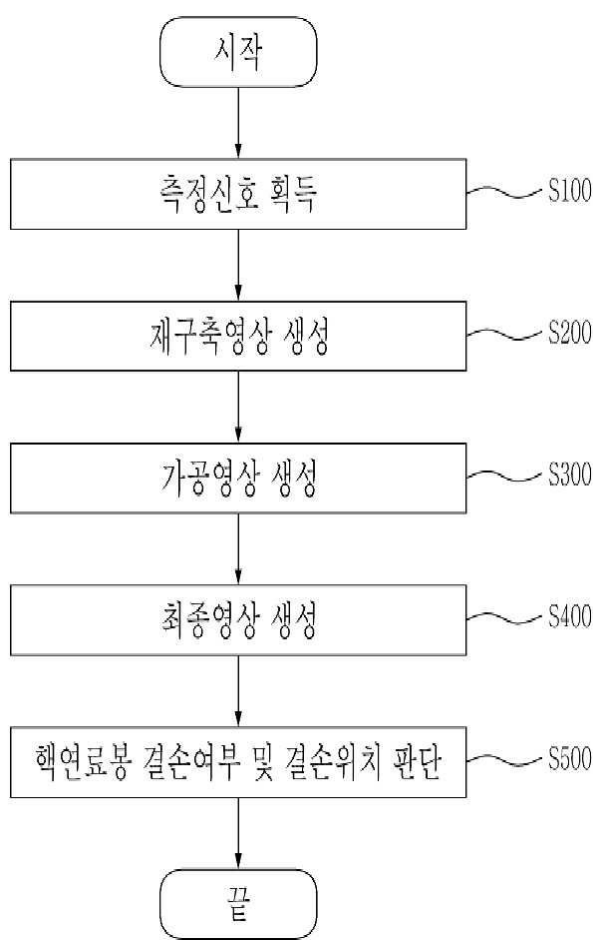 시작
측정신호 획득
S100
재구축영상 생성
S200
가공영상 생성
S300
최종영상 생성
S400
핵연료봉 결손여부 및 결손위치 판단
S500
끝